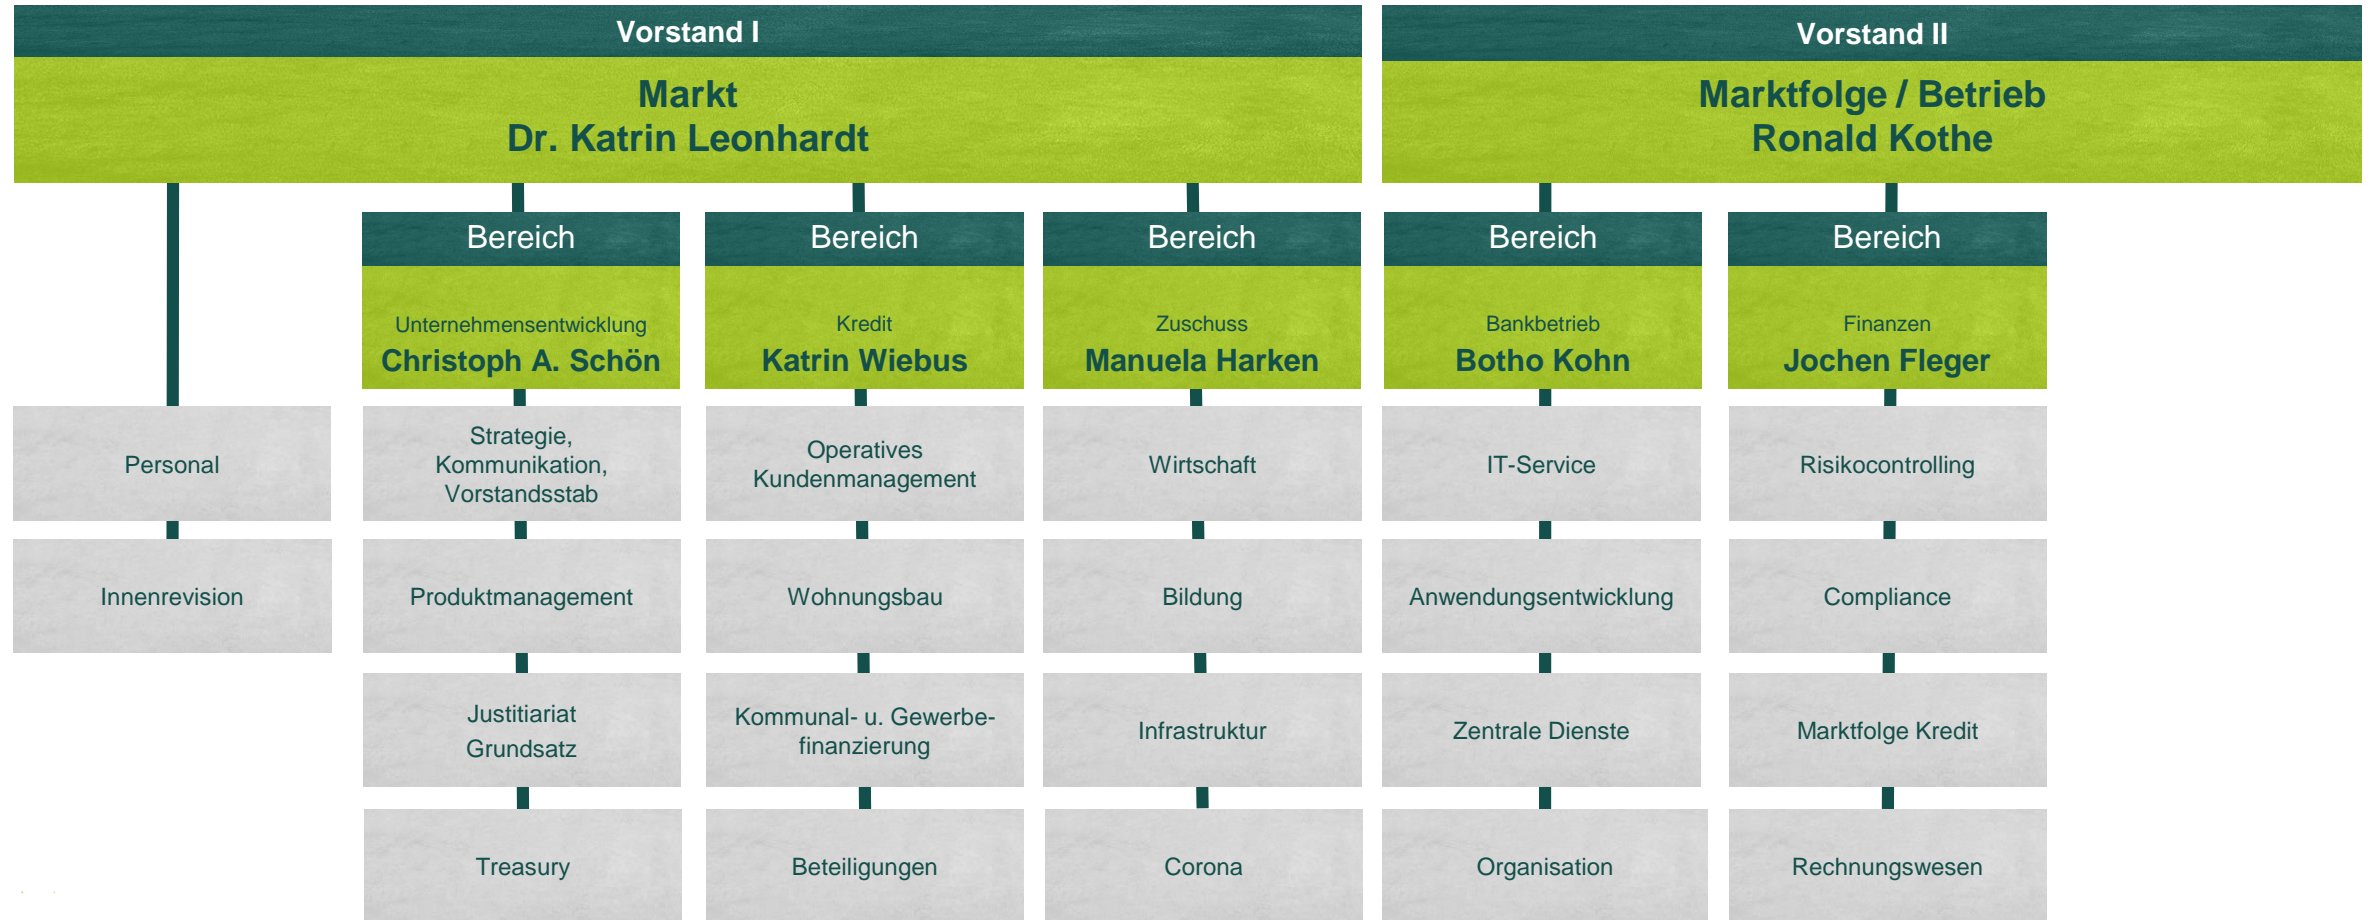 Vorstand I
Markt
Dr. Katrin Leonhardt
Vorstand II
Marktfolge / Betrieb
Ronald Kothe
Personal
Innenrevision
Bereich
Unternehmensentwicklung
Christoph A. Schön
Strategie,
Kommunikation,
Vorstandsstab
Produktmanagement
Justitiariat
Grundsatz
Treasury
Bereich
Kredit
Katrin Wiebus
Operatives
Kundenmanagement
Wohnungsbau
Kommunal- u. Gewerbe-
finanzierung
Beteiligungen
Bereich
Zuschuss
Manuela Harken
Wirtschaft
Bildung
Infrastruktur
Corona
Bereich
Bankbetrieb
Botho Kohn
IT-Service
Anwendungsentwicklung
Zentrale Dienste
Organisation
Bereich
Finanzen
Jochen Fleger
Risikocontrolling
Compliance
Marktfolge Kredit
Rechnungswesen